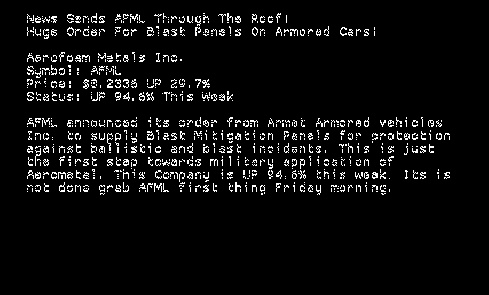 News Sends AFML Through The Roof!
Huge Order For Blast Panels On Armored Cars!
Aerofoam Metals Inc.
Symbol: AFML
Price: $0.2336 UP 29.7%
Status: UP 94.6% This Week
AFML announced its order from Armet Armored vehicles
Inc. to supply Blast Mitigation Panels for protection
against ballistic and blast incidents. This is just
the first step towards military application of
Aerometal. This Company is UP 94.6% this week. Its is
not done grab AFML first thing Friday morning.